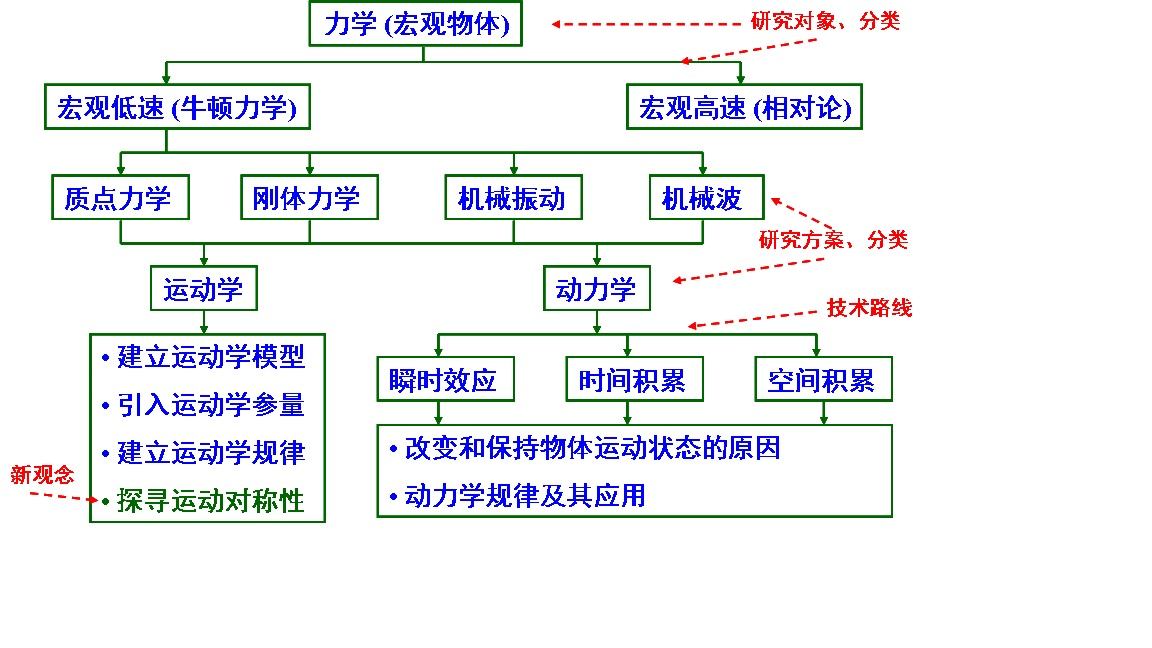 力学 (宏观物体)
研究对象、分类
宏观低速 (牛顿力学)
宏观高速 (相对论)
质点力学
刚体力学
机械振动
机械波
研究方案、分类
运动学
动力学
技术路线
• 建立运动学模型
• 引入运动学参量
• 建立运动学规律
• 探寻运动对称性
新观念
瞬时效应
时间积累
空间积累
• 改变和保持物体运动状态的原因
• 动力学规律及其应用